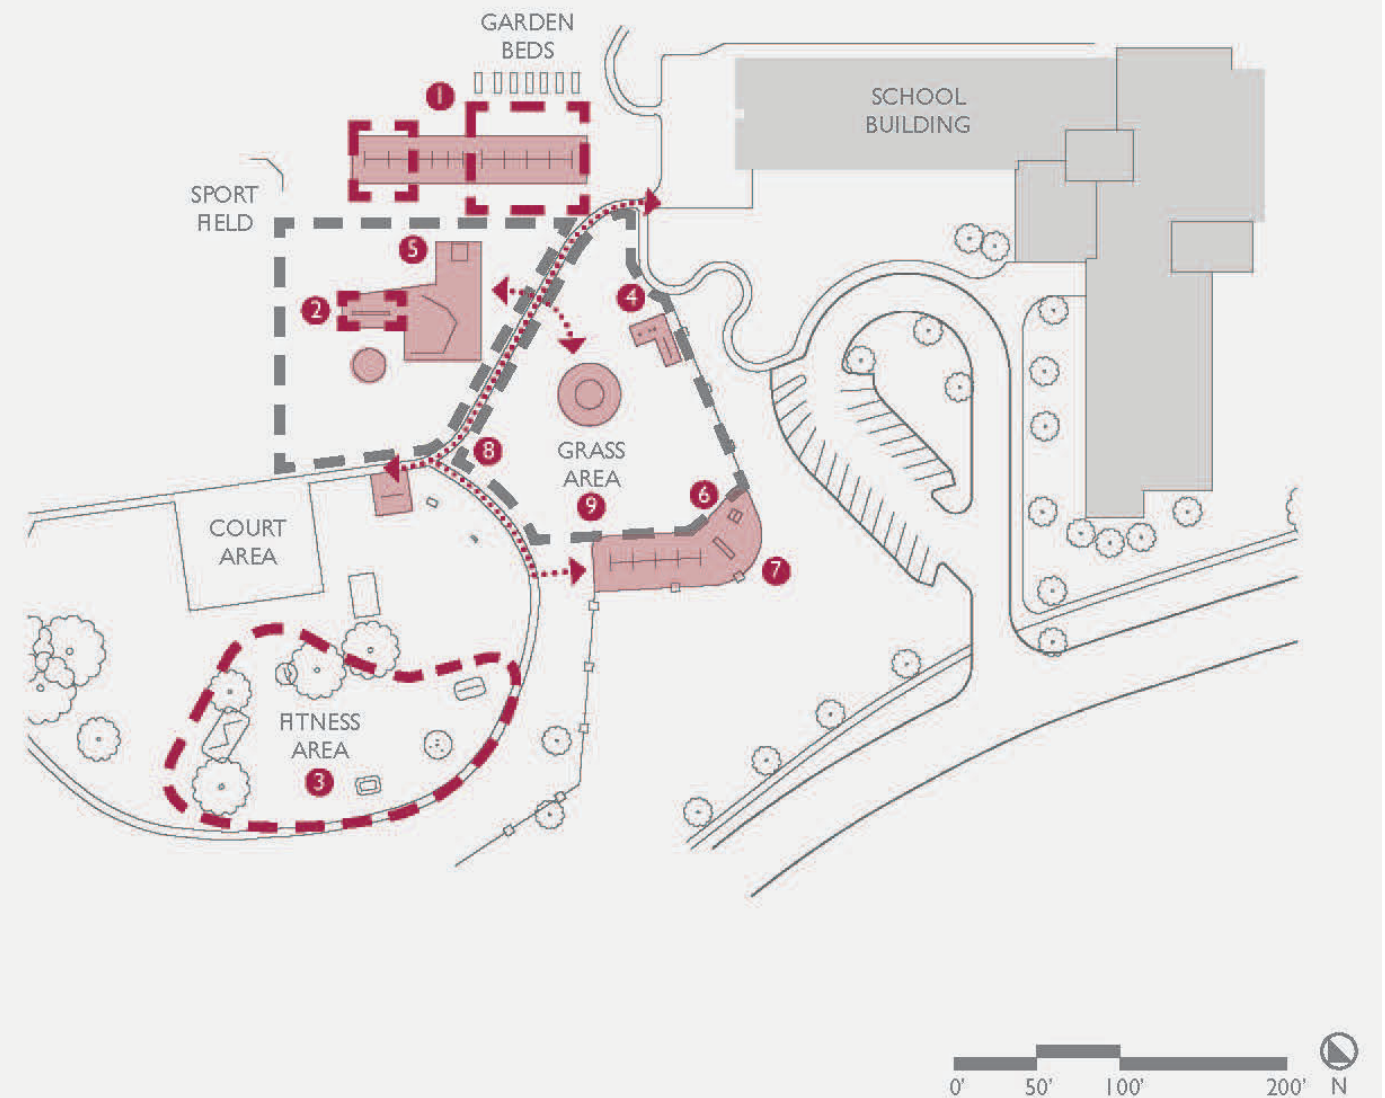 GARDEN
BEDS
1
SCHOOL
BUILDING
SPORT
FIELD
5
2
4
8
GRASS
AREA
6
9
COURT
AREA
7
FITNESS
AREA
3
0' 50' 100' 200' N